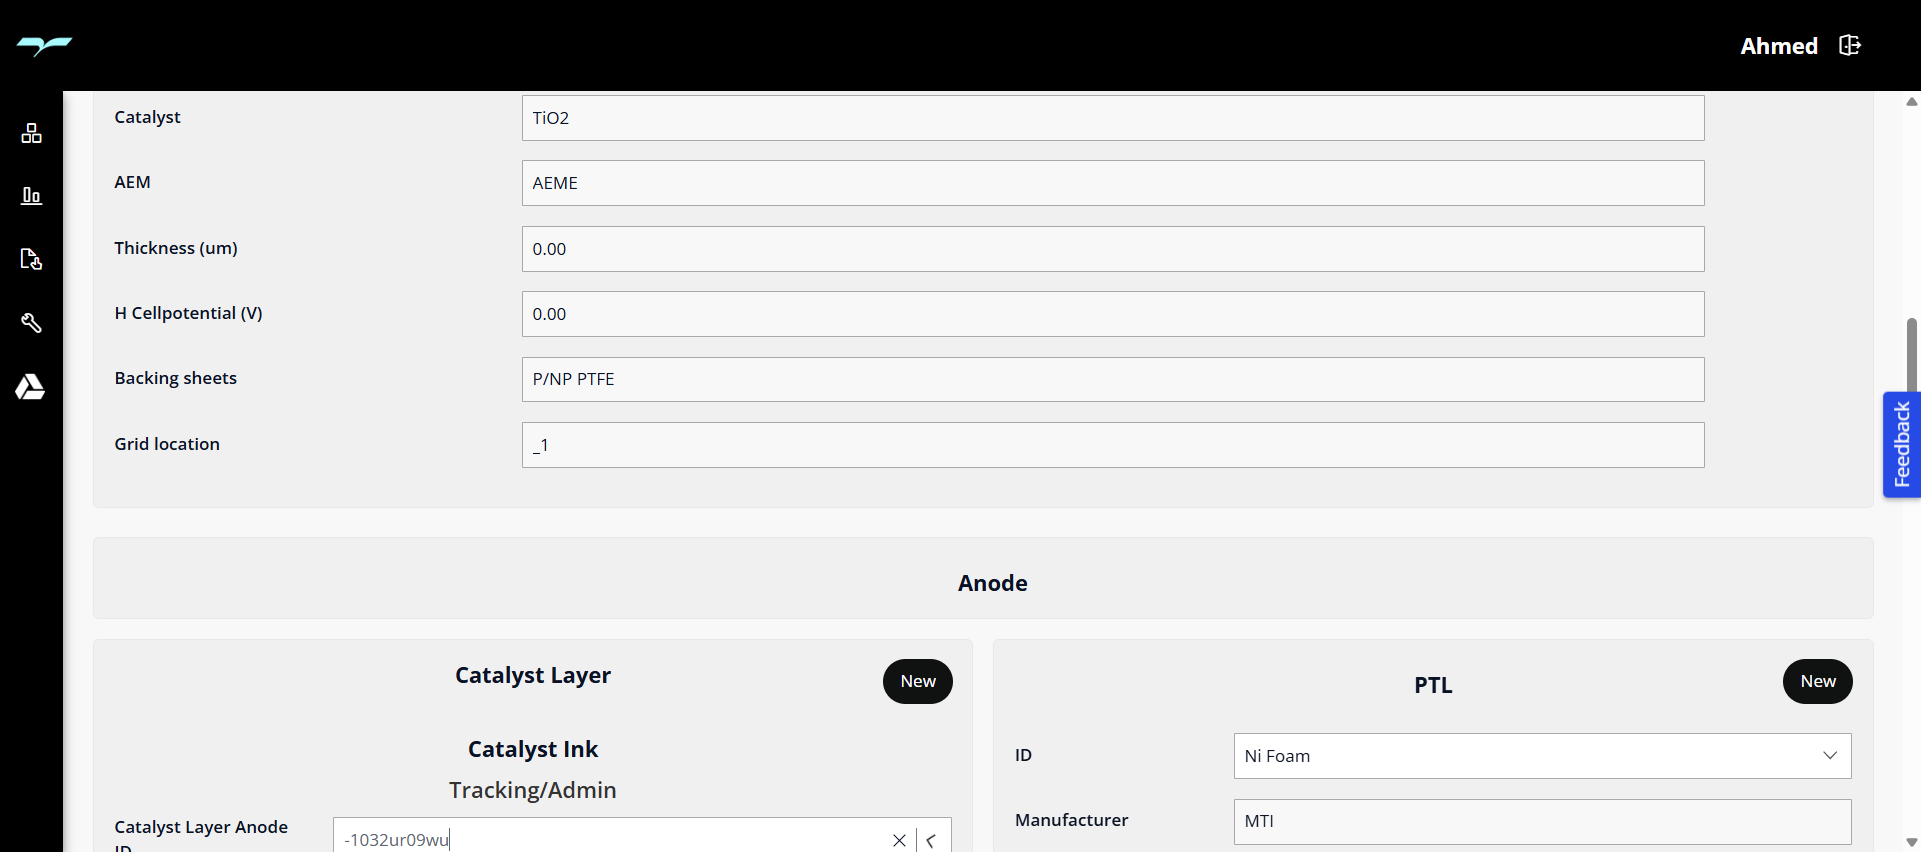 Ahmed
Catalyst
TiO2
AEM
AEME
Thickness (um)
0.00
H Cellpotential (V)
0.00
Backing sheets
P/NP PTFE
Grid location
_1
Feedback
Anode
Catalyst Layer
New
Catalyst Ink
Tracking/Admin
Catalyst Layer Anode
ID
-1032ur09wu
PTL
New
ID
Ni Foam
Manufacturer
MTI